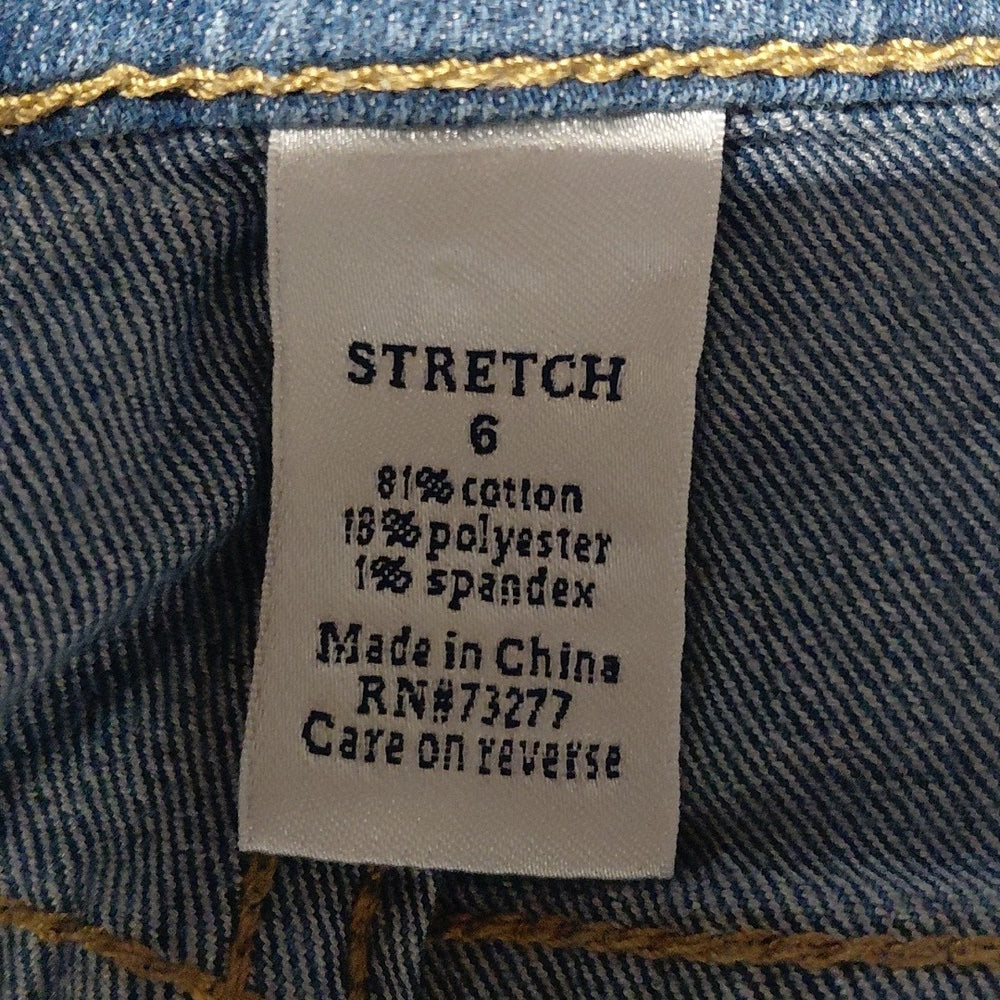 STRETCH
6
81% cotton
18% polyester
1% spandex
Made in China
RN#73277
Care on reverse